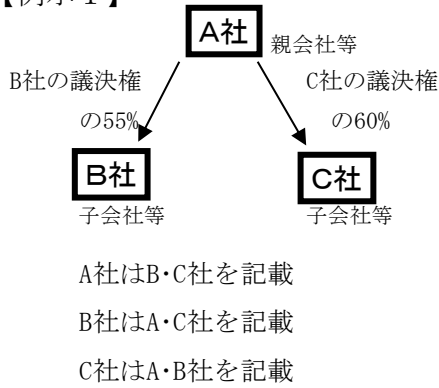 【例示１】
A社
親会社等
B社の議決権
の55%
C社の議決権
の60%
B社
子会社等
C社
子会社等
A社はB・C社を記載
B社はA・C社を記載
C社はA・B社を記載